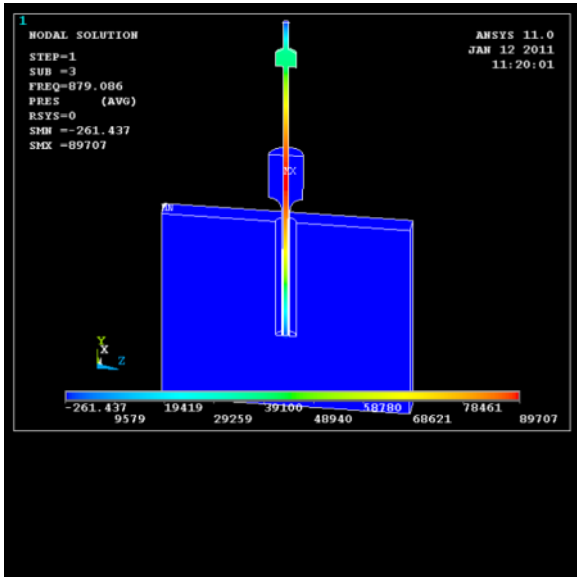 1
NODAL SOLUTION
STEP=1
SUB =3
FREQ=879.086
PRES (AVG)
RSYS=0
SMN =-261.437
SMX =89707
ANSYS 11.0
JAN 12 2011
11:20:01
MX
MN
Y
X
Z
-261.437 19419 39100 58780 78461
9579 29259 48940 68621 89707